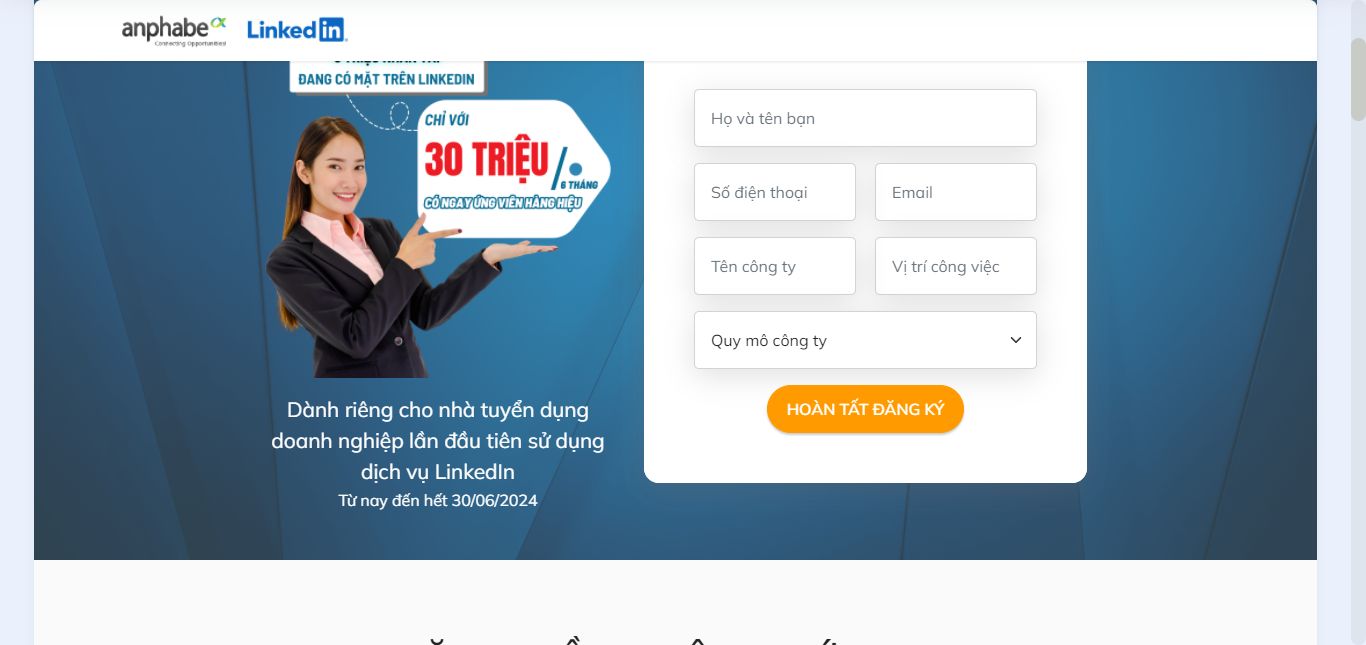 anphabe
Connecting Opportunities
LinkedIn
ĐANG CÓ MẶT TRÊN LINKEDIN
CHỈ VỚI
30 TRIỆU/
6 THÁNG
CÓ NGAY ỨNG VIÊN HÀNG HIỆU
Dành riêng cho nhà tuyển dụng
doanh nghiệp lần đầu tiên sử dụng
dịch vụ LinkedIn
Từ nay đến hết 30/06/2024
Họ và tên bạn
Số điện thoại
Email
Tên công ty
Vị trí công việc
Quy mô công ty
HOÀN TẤT ĐĂNG KÝ